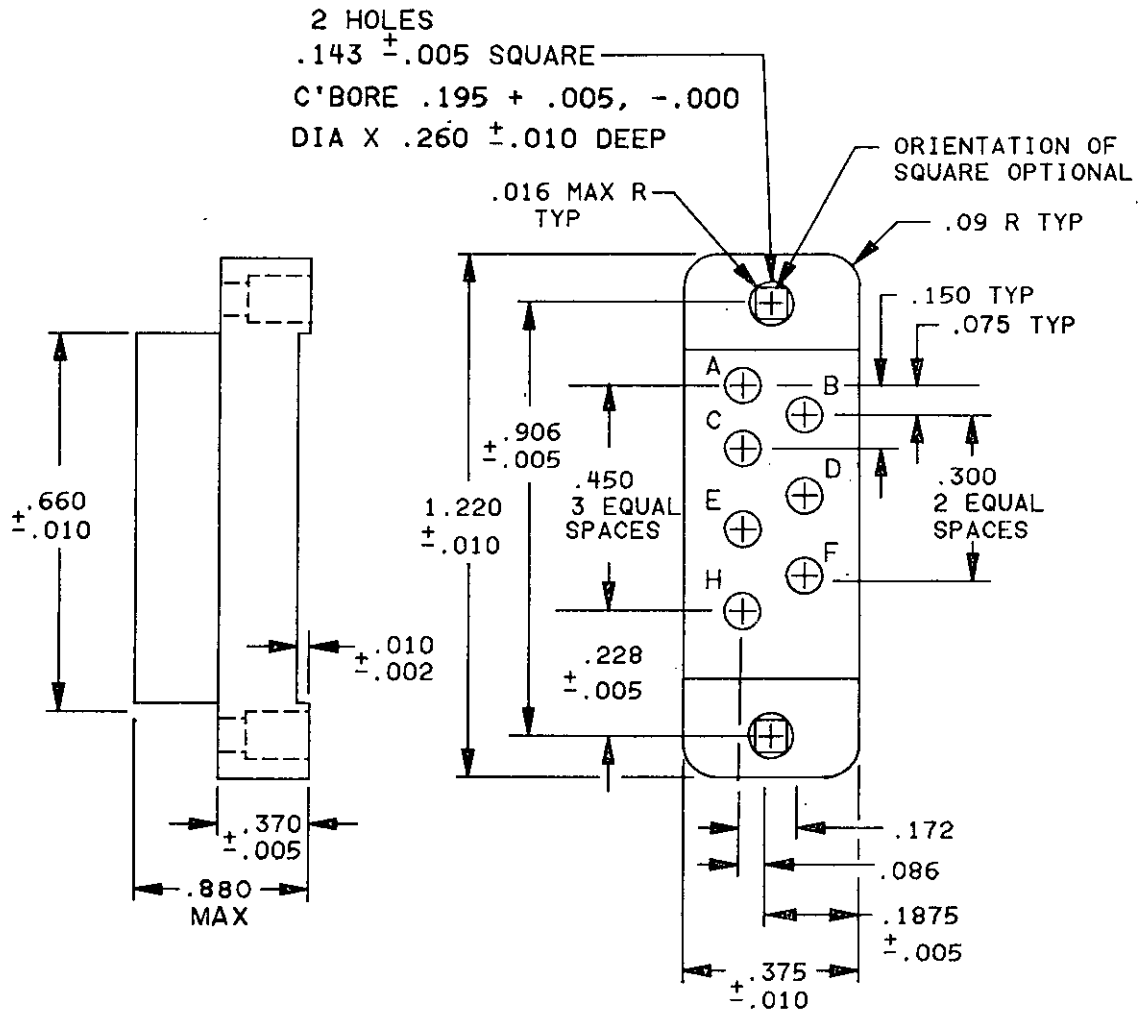 2 HOLES
.143 ±.005 SQUARE
C'BORE .195 + .005, -.000
DIA X .260 ±.010 DEEP
ORIENTATION OF
SQUARE OPTIONAL
.016 MAX R
TYP
.09 R TYP
.150 TYP
.075 TYP
A
B
C
D
E
F
H
.906
±.005
.450
3 EQUAL
SPACES
.300
2 EQUAL
SPACES
.660
±.010
1.220
±.010
.010
±.002
.228
±.005
.370
±.005
.880
MAX
.172
.086
.1875
±.005
.375
±.010